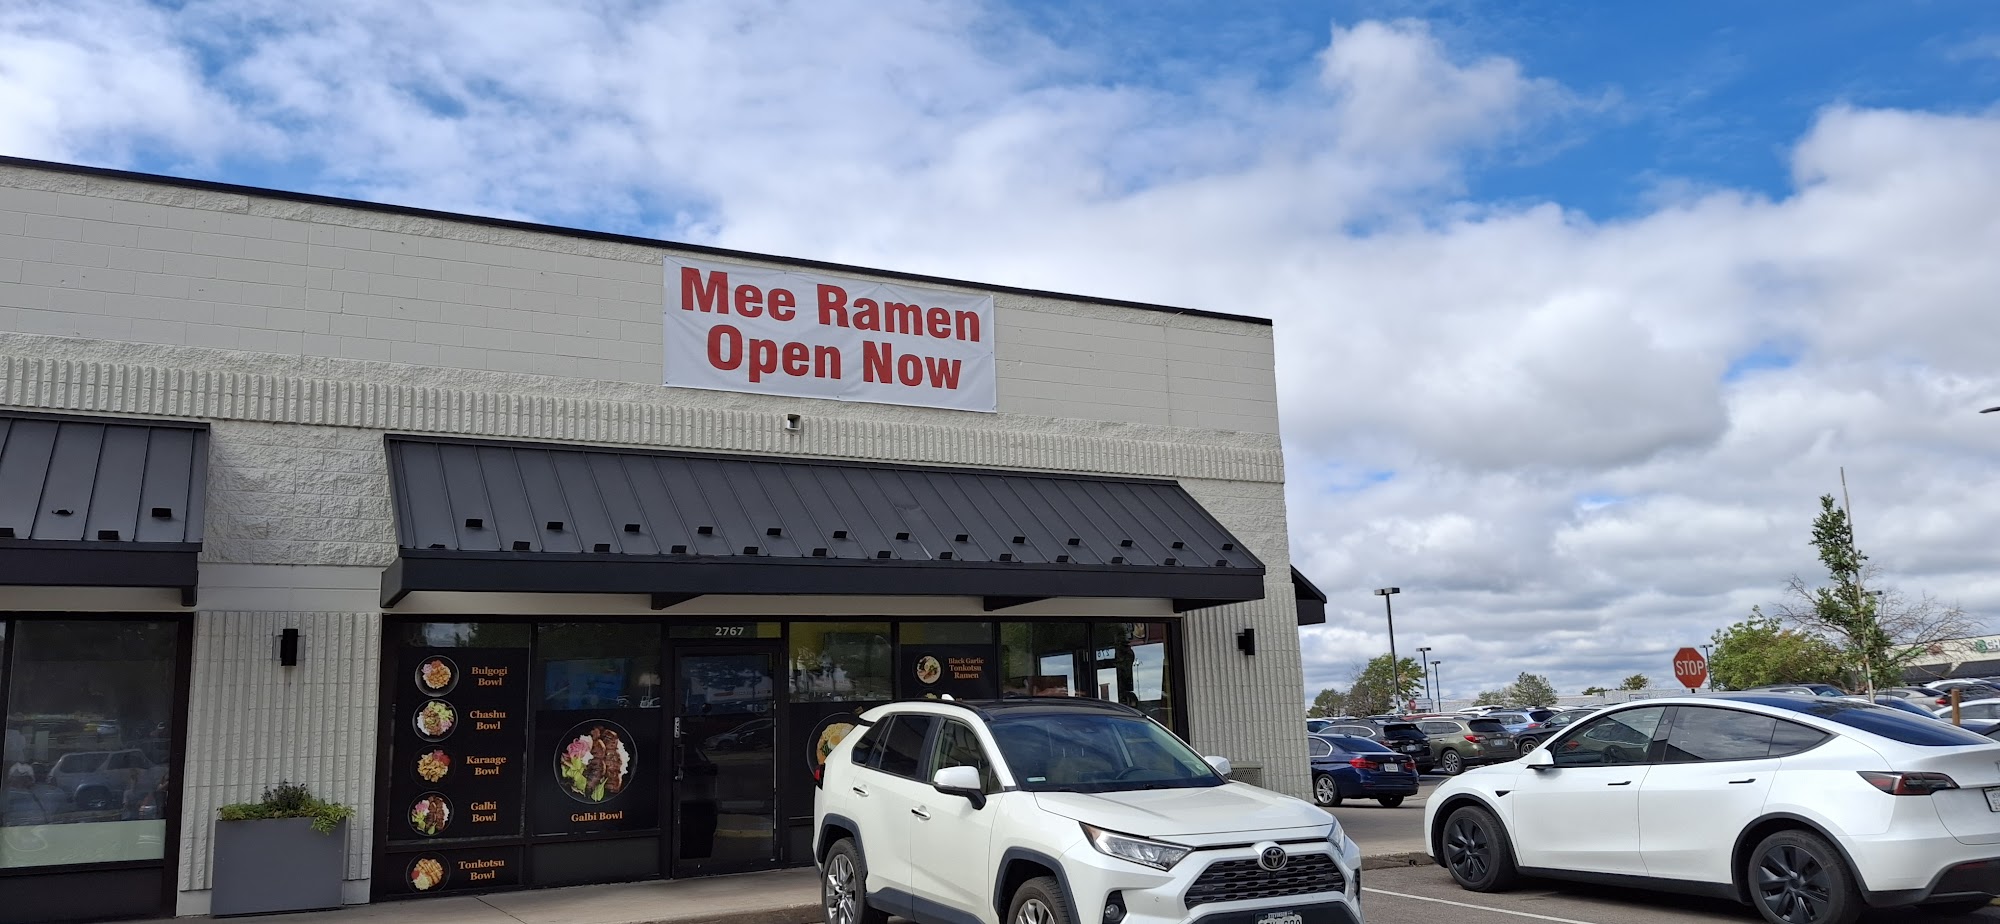 Mee Ramen
Open Now
2767
Bulgogi
Bowl
Chashu
Bowl
Karaage
Bowl
Galbi
Bowl
Tonkotsu
Bowl
Galbi Bowl
Black Garlic
Tonkotsu
Ramen
STOP